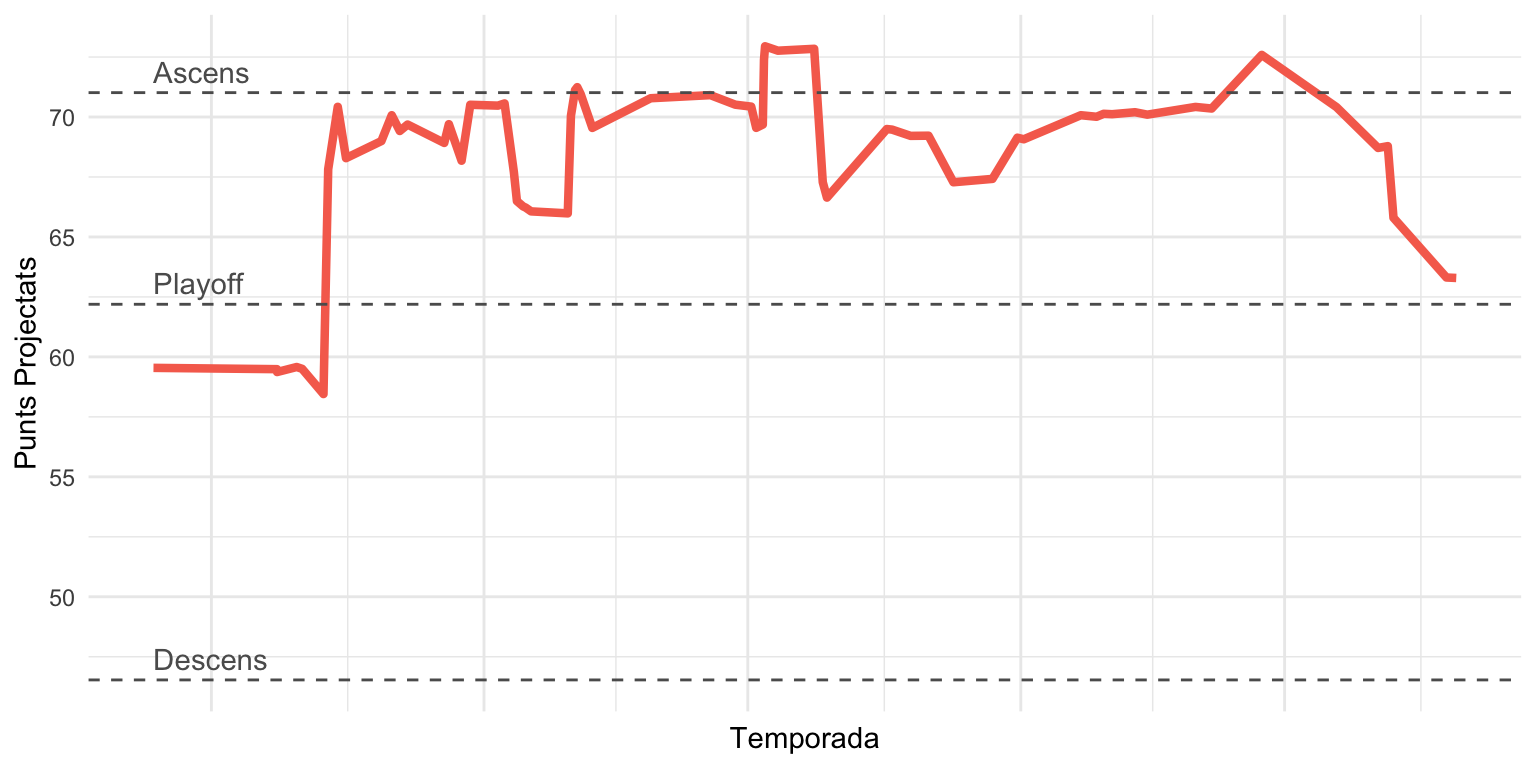 Ascens
70
65
Playoff
60
55
50
Descens
Punts Projectats
Temporada